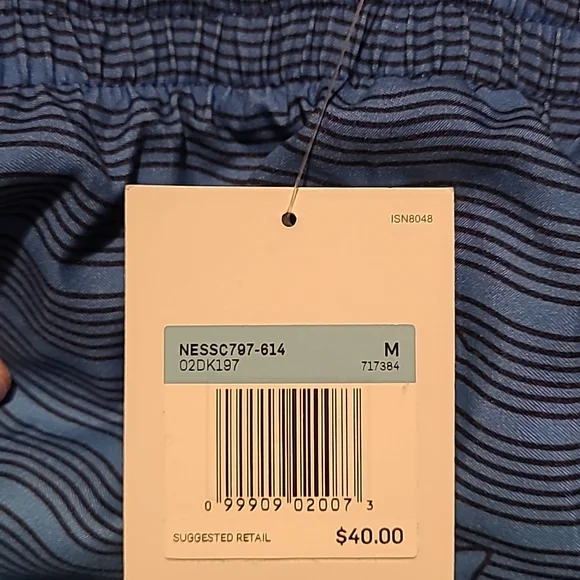 ISN8048
NESSC797-614 M
02DK197 717384
0 99909 02007 3
SUGGESTED RETAIL $40.00